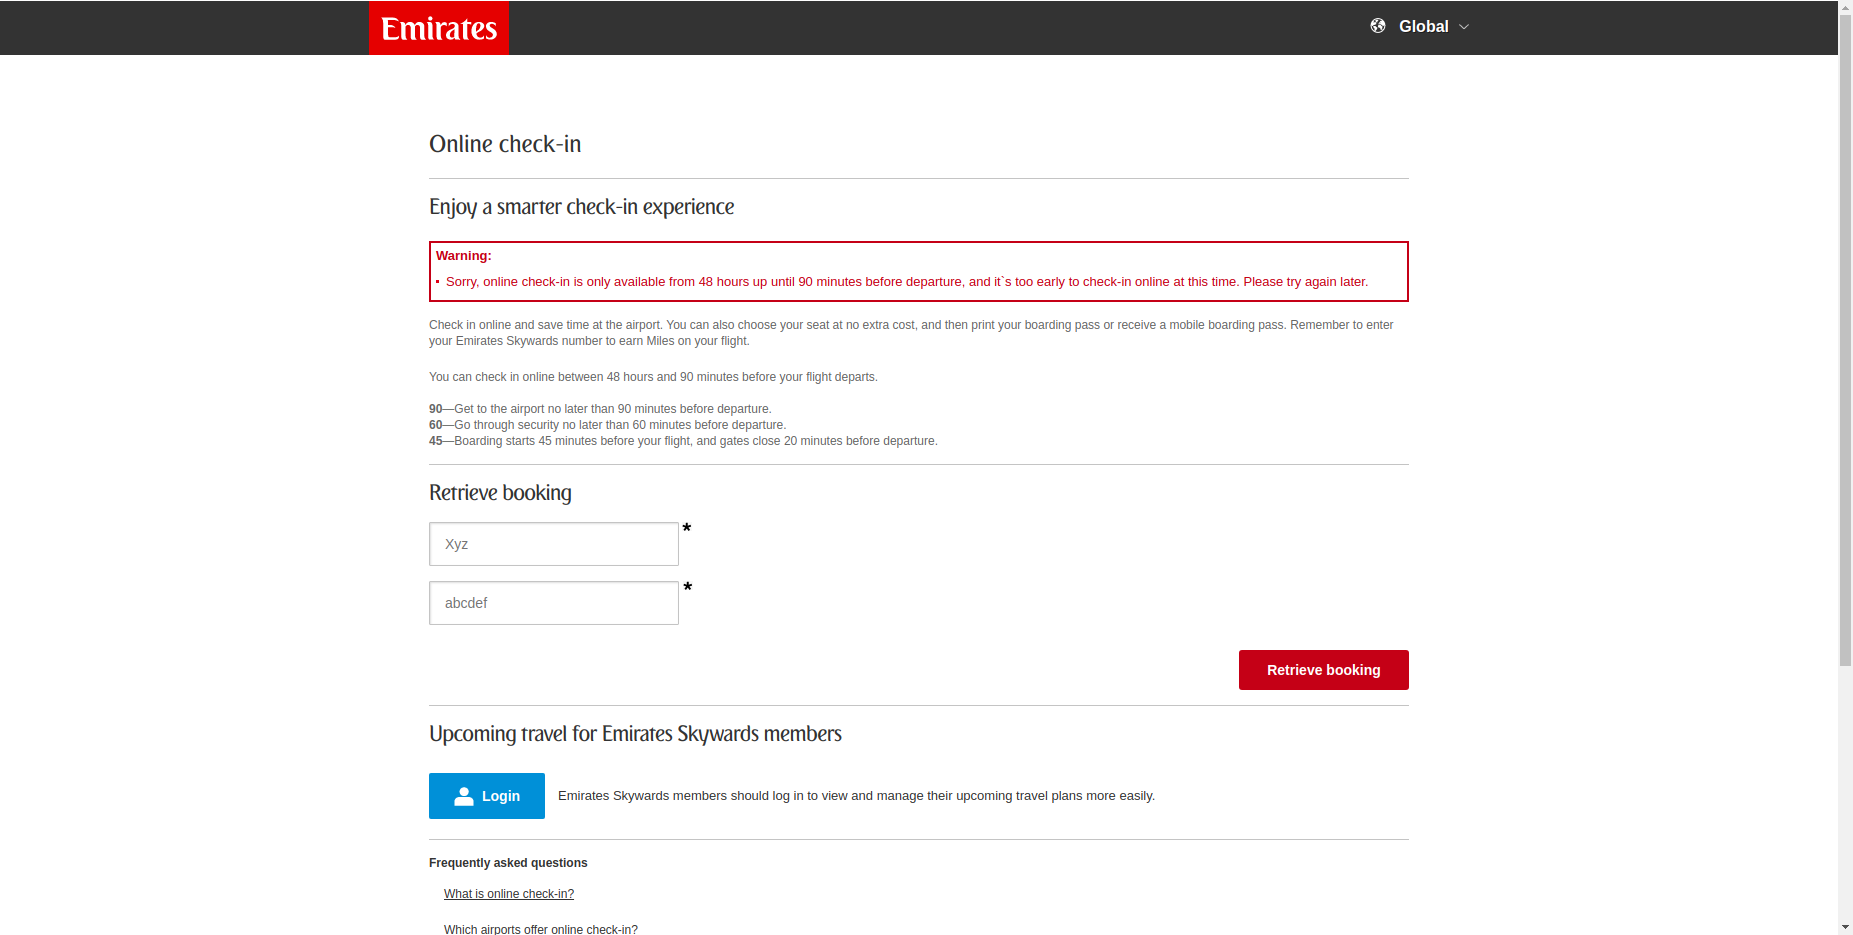 Emirates
Global
Online check-in
Enjoy a smarter check-in experience
Warning:
Sorry, online check-in is only available from 48 hours up until 90 minutes before departure, and it`s too early to check-in online at this time. Please try again later.
Check in online and save time at the airport. You can also choose your seat at no extra cost, and then print your boarding pass or receive a mobile boarding pass. Remember to enter
your Emirates Skywards number to earn Miles on your flight.
You can check in online between 48 hours and 90 minutes before your flight departs.
90—Get to the airport no later than 90 minutes before departure.
60—Go through security no later than 60 minutes before departure.
45—Boarding starts 45 minutes before your flight, and gates close 20 minutes before departure.
Retrieve booking
Xyz *
abcdef *
Retrieve booking
Upcoming travel for Emirates Skywards members
Login Emirates Skywards members should log in to view and manage their upcoming travel plans more easily.
Frequently asked questions
What is online check-in?
Which airports offer online check-in?